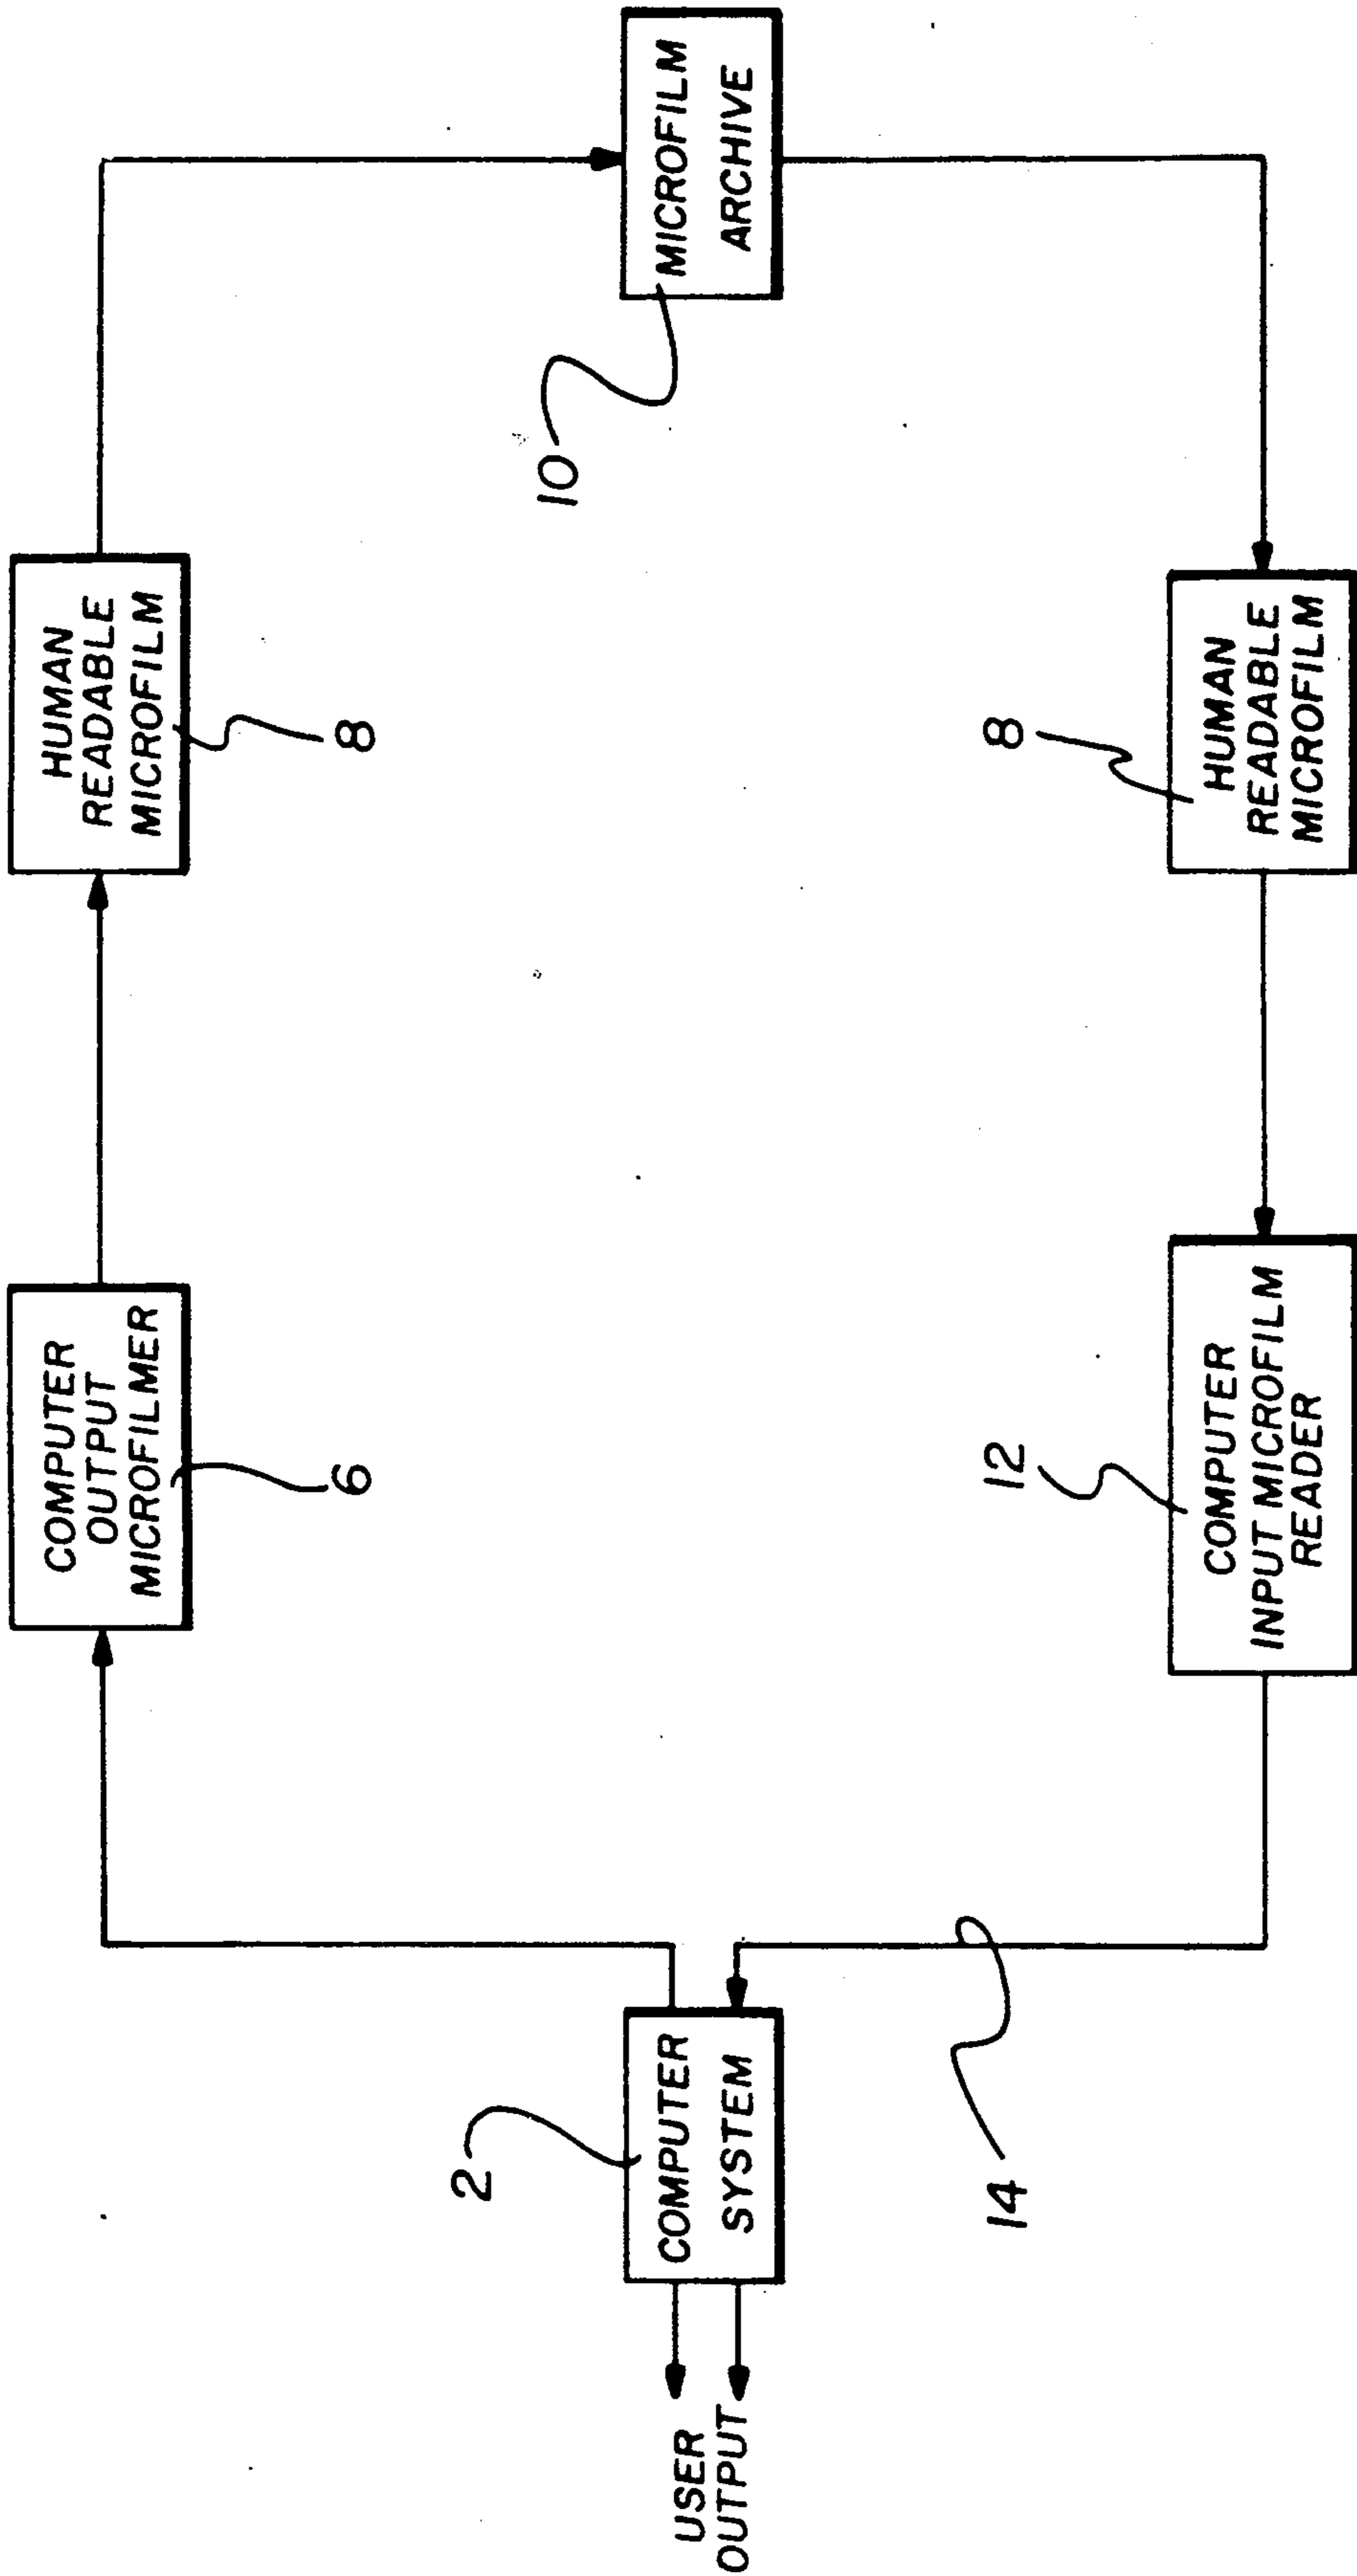 COMPUTER
OUTPUT
MICROFILMER
6
HUMAN
READABLE
MICROFILM
8
USER
OUTPUT
2
COMPUTER
SYSTEM
10
MICROFILM
ARCHIVE
14
12
COMPUTER
INPUT MICROFILM
READER
8
HUMAN
READABLE
MICROFILM